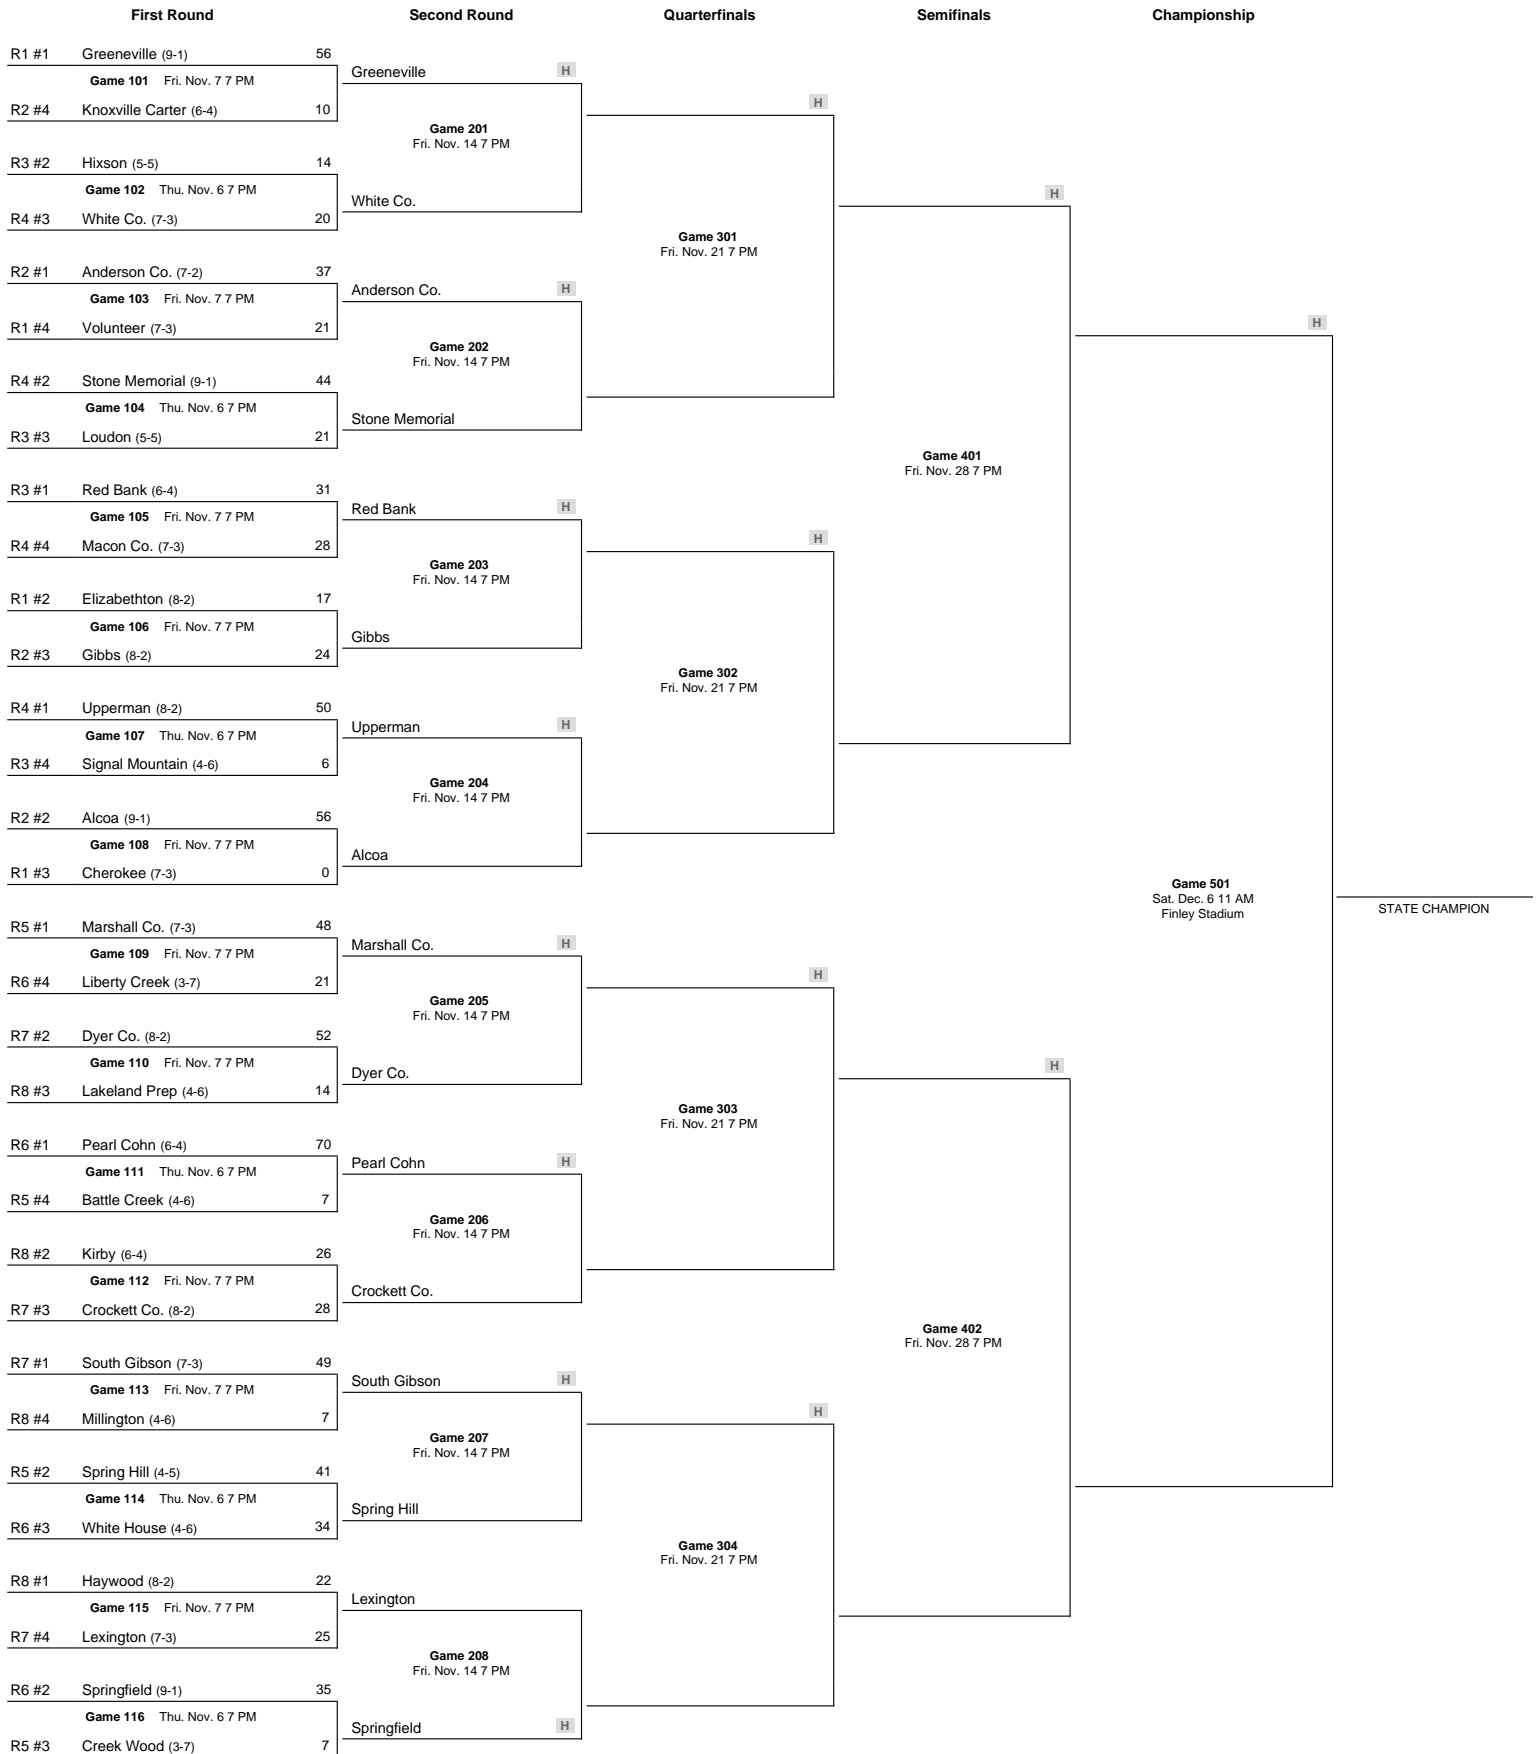 First Round Second Round Quarterfinals Semifinals Championship
R1 #1 Greeneville (9-1) 56
Game 101 Fri. Nov. 7 7 PM
R2 #4 Knoxville Carter (6-4) 10
R3 #2 Hixson (5-5) 14
Game 102 Thu. Nov. 6 7 PM
R4 #3 White Co. (7-3) 20
R2 #1 Anderson Co. (7-2) 37
Game 103 Fri. Nov. 7 7 PM
R1 #4 Volunteer (7-3) 21
R4 #2 Stone Memorial (9-1) 44
Game 104 Thu. Nov. 6 7 PM
R3 #3 Loudon (5-5) 21
R3 #1 Red Bank (6-4) 31
Game 105 Fri. Nov. 7 7 PM
R4 #4 Macon Co. (7-3) 28
R1 #2 Elizabethton (8-2) 17
Game 106 Fri. Nov. 7 7 PM
R2 #3 Gibbs (8-2) 24
R4 #1 Upperman (8-2) 50
Game 107 Thu. Nov. 6 7 PM
R3 #4 Signal Mountain (4-6) 6
R2 #2 Alcoa (9-1) 56
Game 108 Fri. Nov. 7 7 PM
R1 #3 Cherokee (7-3) 0
R5 #1 Marshall Co. (7-3) 48
Game 109 Fri. Nov. 7 7 PM
R6 #4 Liberty Creek (3-7) 21
R7 #2 Dyer Co. (8-2) 52
Game 110 Fri. Nov. 7 7 PM
R8 #3 Lakeland Prep (4-6) 14
R6 #1 Pearl Cohn (6-4) 70
Game 111 Thu. Nov. 6 7 PM
R5 #4 Battle Creek (4-6) 7
R8 #2 Kirby (6-4) 26
Game 112 Fri. Nov. 7 7 PM
R7 #3 Crockett Co. (8-2) 28
R7 #1 South Gibson (7-3) 49
Game 113 Fri. Nov. 7 7 PM
R8 #4 Millington (4-6) 7
R5 #2 Spring Hill (4-5) 41
Game 114 Thu. Nov. 6 7 PM
R6 #3 White House (4-6) 34
R8 #1 Haywood (8-2) 22
Game 115 Fri. Nov. 7 7 PM
R7 #4 Lexington (7-3) 25
R6 #2 Springfield (9-1) 35
Game 116 Thu. Nov. 6 7 PM
R5 #3 Creek Wood (3-7) 7
Greeneville H
Game 201
Fri. Nov. 14 7 PM
White Co.
Anderson Co. H
Game 202
Fri. Nov. 14 7 PM
Stone Memorial
Red Bank H
Game 203
Fri. Nov. 14 7 PM
Gibbs
Upperman H
Game 204
Fri. Nov. 14 7 PM
Alcoa
Marshall Co. H
Game 205
Fri. Nov. 14 7 PM
Dyer Co.
Pearl Cohn H
Game 206
Fri. Nov. 14 7 PM
Crockett Co.
South Gibson H
Game 207
Fri. Nov. 14 7 PM
Spring Hill
Lexington
Game 208
Fri. Nov. 14 7 PM
Springfield H
H
Game 301
Fri. Nov. 21 7 PM
H
Game 302
Fri. Nov. 21 7 PM
H
Game 303
Fri. Nov. 21 7 PM
H
Game 304
Fri. Nov. 21 7 PM
H
Game 401
Fri. Nov. 28 7 PM
H
Game 402
Fri. Nov. 28 7 PM
H
Game 501
Sat. Dec. 6 11 AM
Finley Stadium
STATE CHAMPION